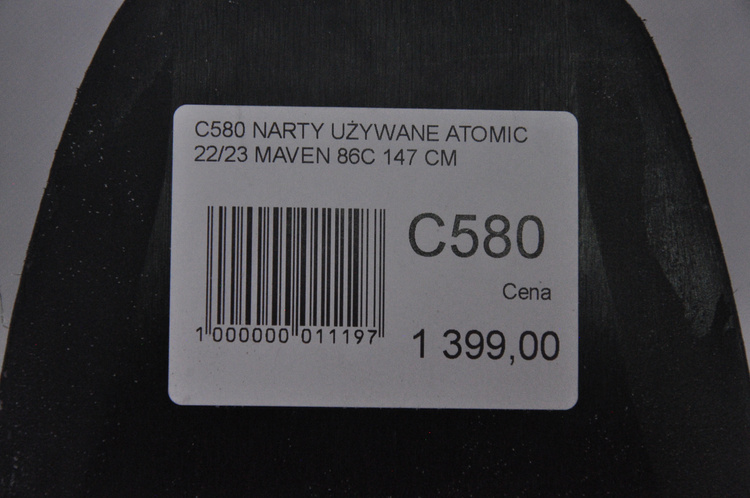 C580 NARTY UŻYWANE ATOMIC
22/23 MAVEN 86C 147 CM
C580
Cena
1 399,00
1 000000 011197